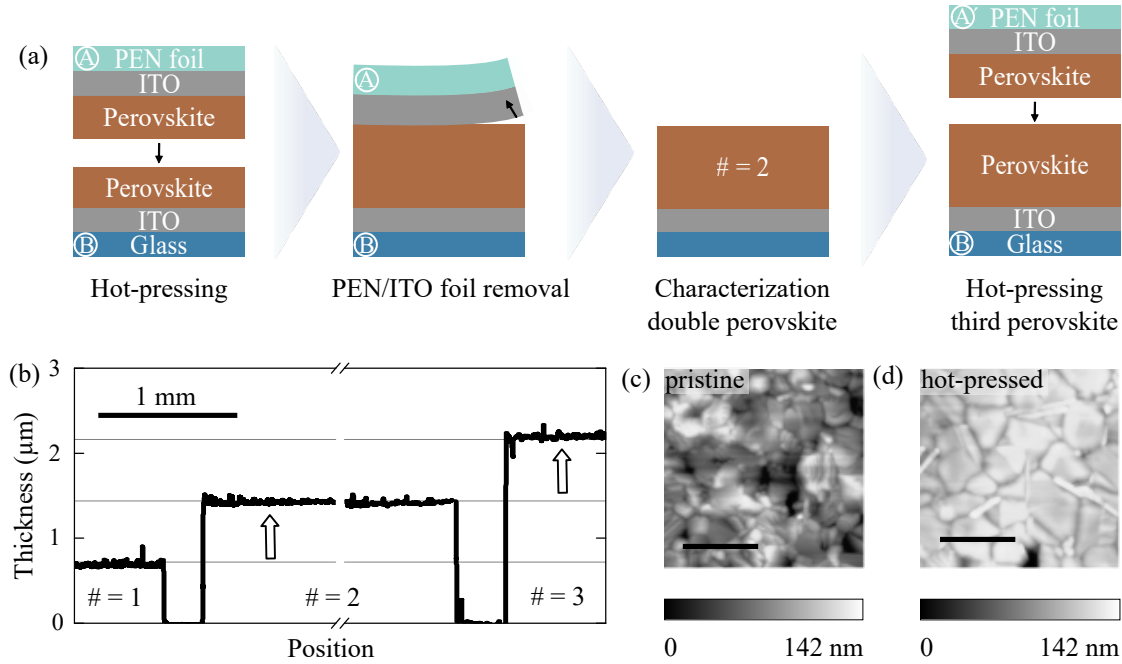 (a)
Ⓐ PEN foil
ITO
Perovskite
Perovskite
ITO
Ⓑ Glass
Hot-pressing
Ⓐ
Ⓑ
PEN/ITO foil removal
# = 2
Characterization
double perovskite
Ⓐ′ PEN foil
ITO
Perovskite
Perovskite
ITO
Ⓑ Glass
Hot-pressing
third perovskite
(b)
Thickness (μm)
3
2
1
0
1 mm
# = 1
# = 2
# = 3
Position
(c)
pristine
0 142 nm
(d)
hot-pressed
0 142 nm